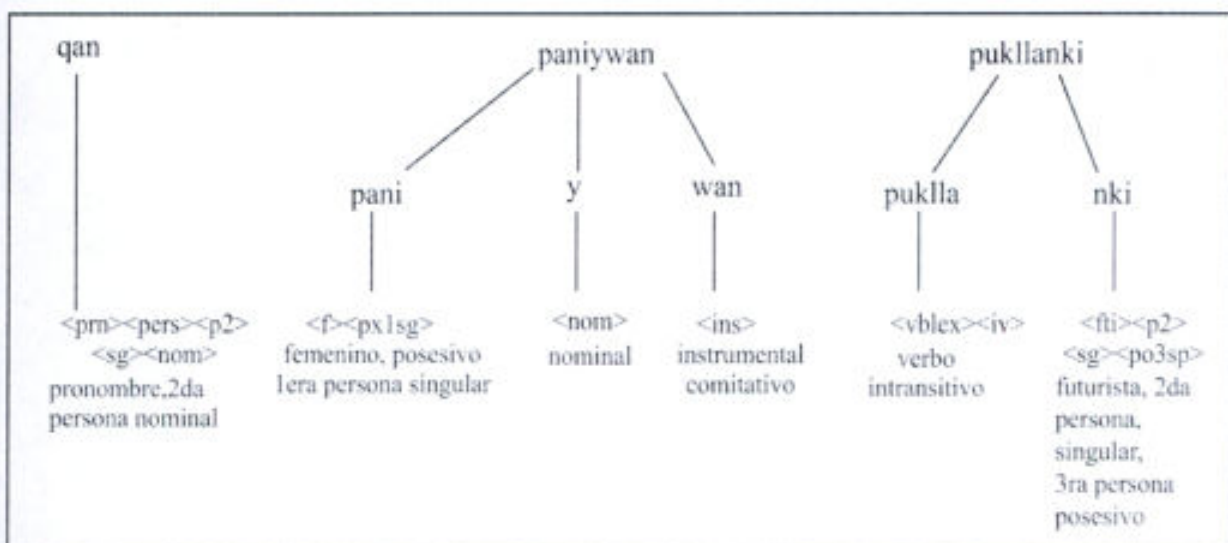 qan paniywan pukllanki
pani y wan puklla nki
<prn><pers><p2> <f><px1sg> <nom> <ins> <vblex><iv> <fti><p2>
<sg><nom> femenino, posesivo nominal instrumental verbo <sg><po3sp>
pronombre,2da 1era persona singular comitativo intransitivo futurista, 2da
persona nominal persona,
singular,
3ra persona
posesivo